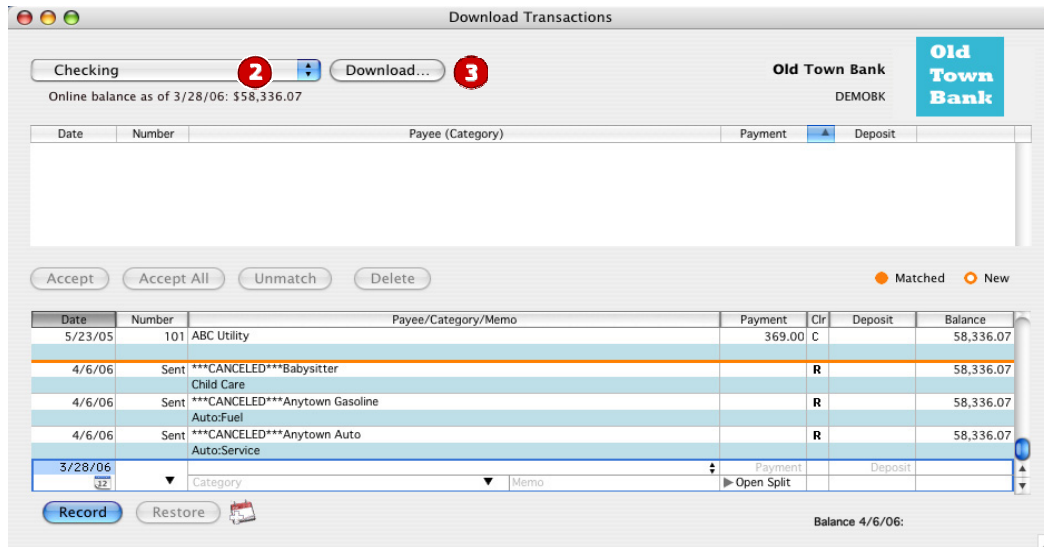 Download Transactions
Checking 2 Download... 3
Old Town Bank
Old
Town
Bank
Online balance as of 3/28/06: $58,336.07
DEMOBK
Date Number Payee (Category) Payment Deposit
Accept Accept All Unmatch Delete Matched New
Date Number Payee/Category/Memo Payment Clr Deposit Balance
5/23/05 101 ABC Utility 369.00 C 58,336.07
4/6/06 Sent ***CANCELED***Babysitter R 58,336.07
Child Care
4/6/06 Sent ***CANCELED***Anytown Gasoline R 58,336.07
Auto:Fuel
4/6/06 Sent ***CANCELED***Anytown Auto R 58,336.07
Auto:Service
3/28/06 Payment Deposit
12 Category Memo Open Split
Record Restore
Balance 4/6/06: